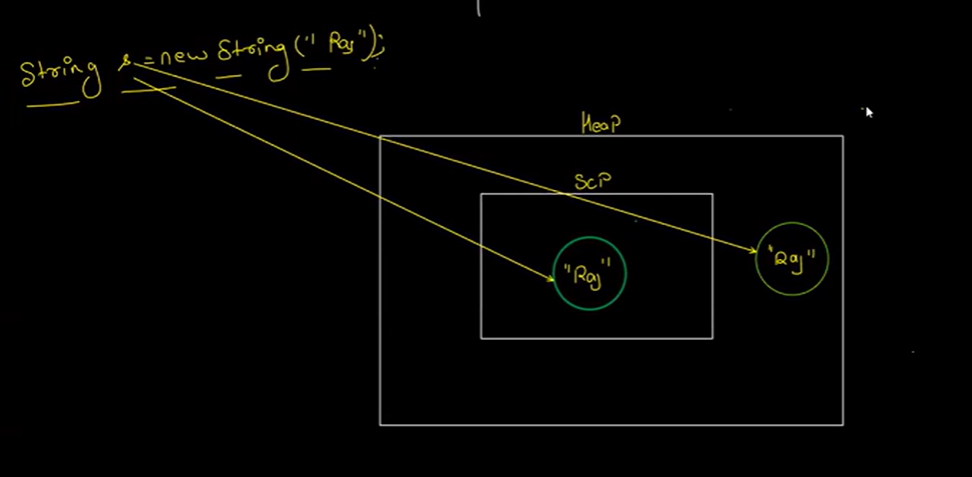 String s = new String("Raj");
Heap
SCP
"Raj"
"Raj"